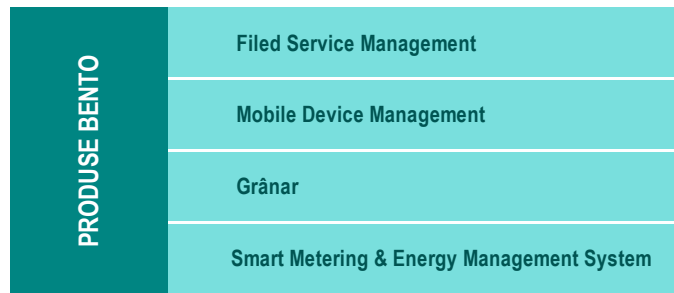 PRODUSE BENTO
Filed Service Management
Mobile Device Management
Grânar
Smart Metering & Energy Management System